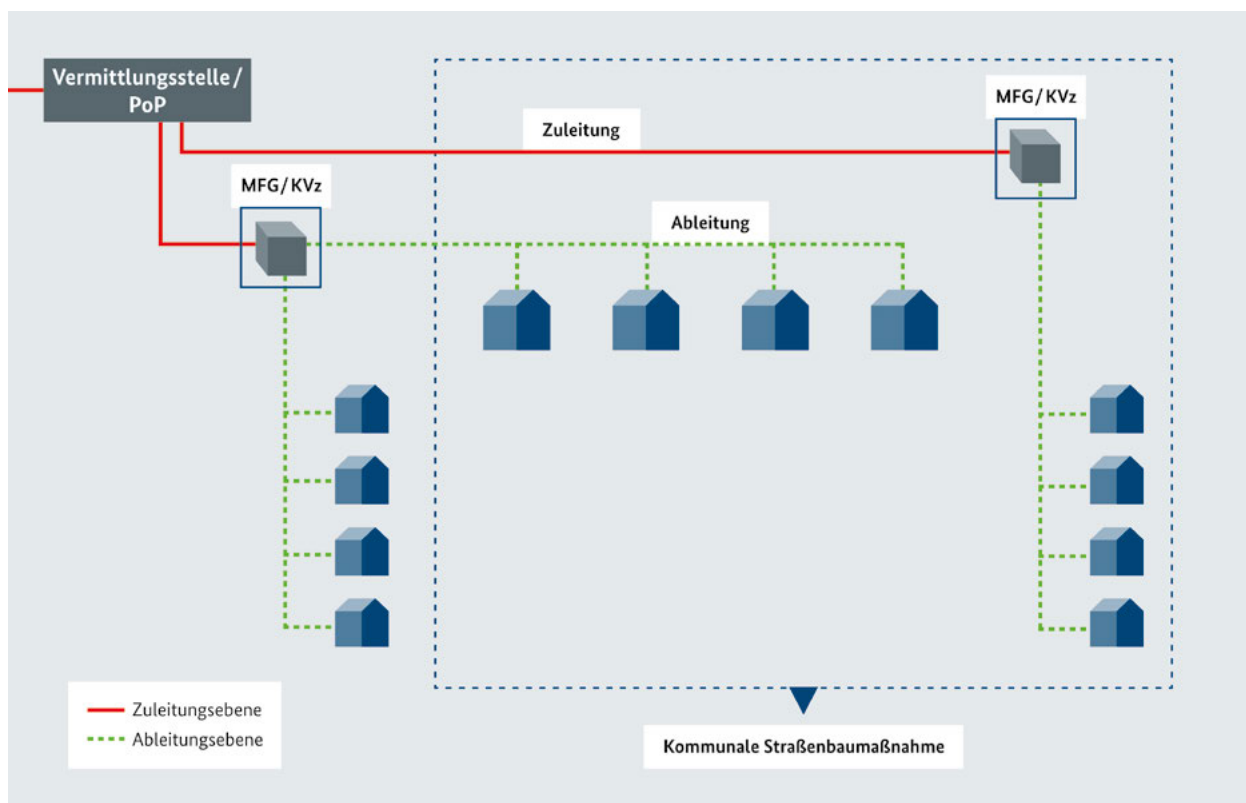 Vermittlungsstelle/
PoP
MFG/KVz
Zuleitung
MFG/KVz
Ableitung
Zuleitungsebene
Ableitungsebene
Kommunale Straßenbaumaßnahme